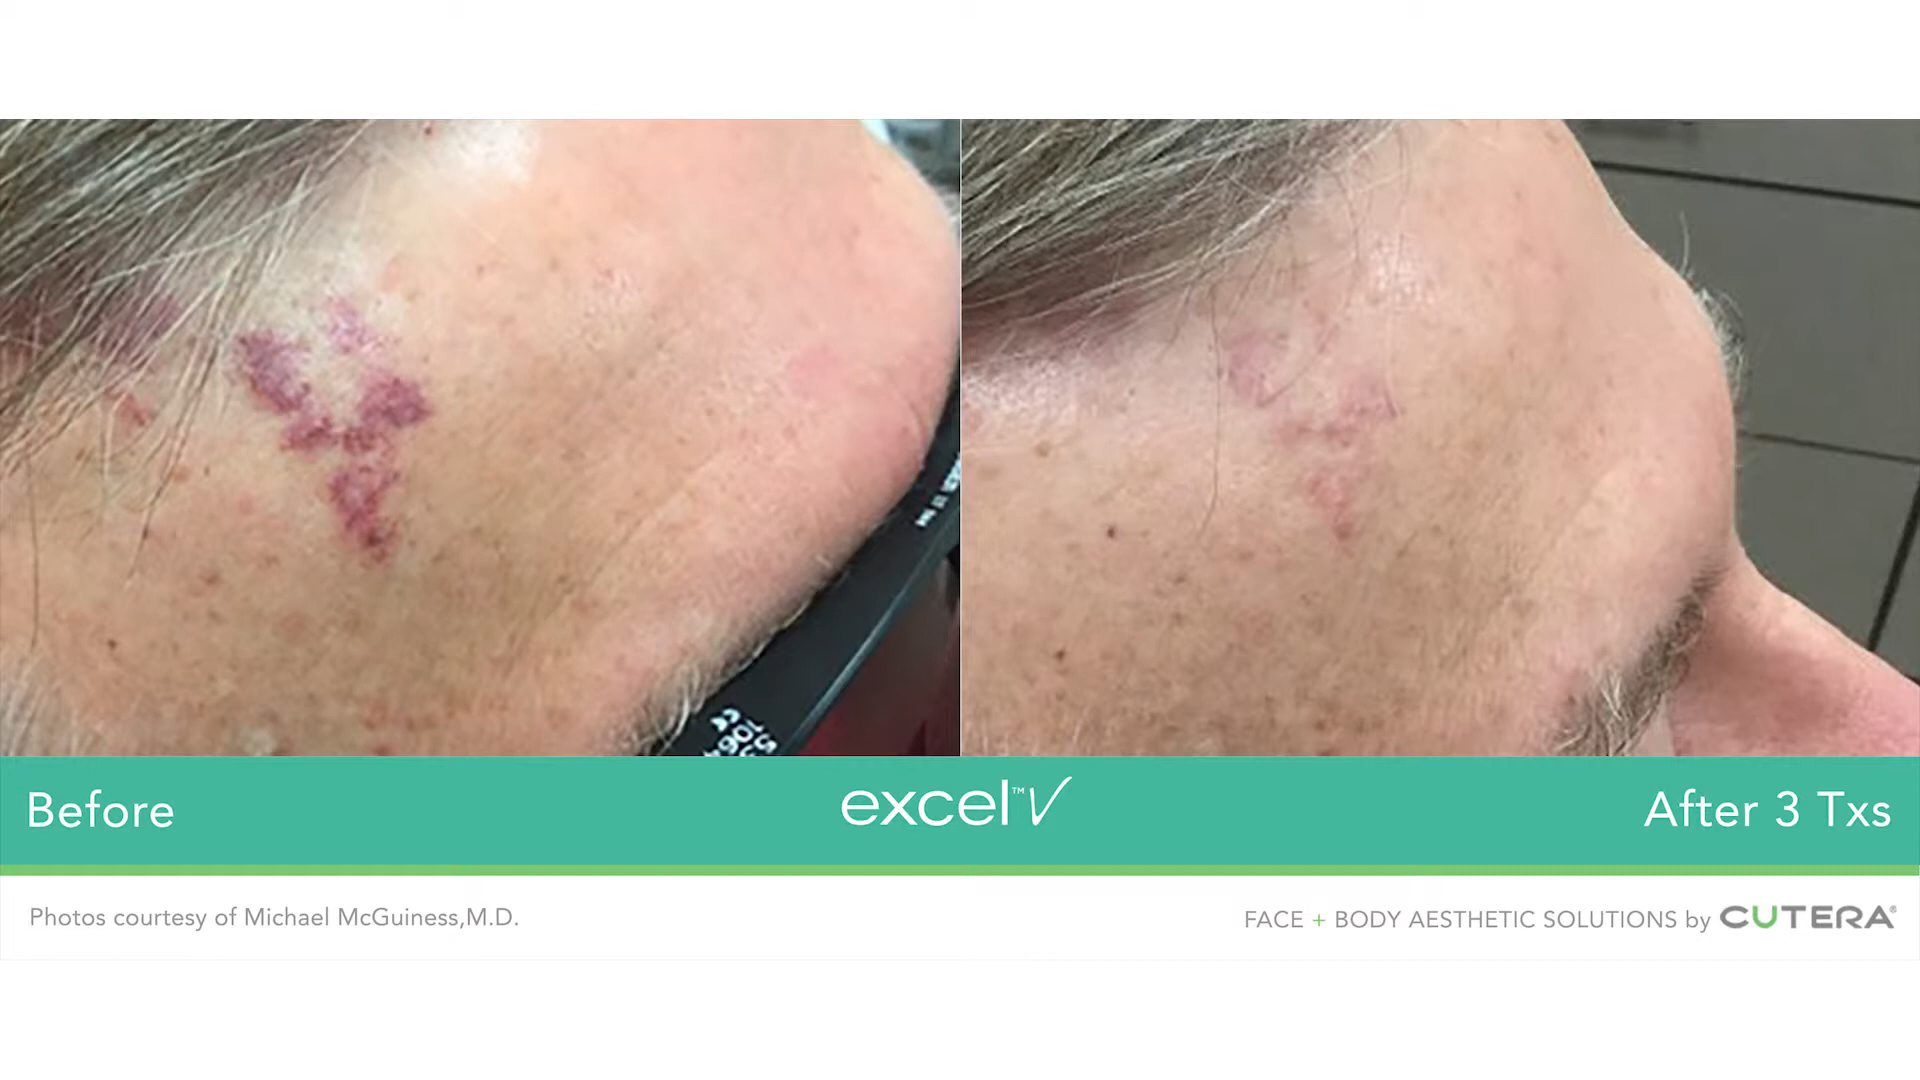 Before
excel™V
After 3 Txs
Photos courtesy of Michael McGuiness,M.D.
FACE + BODY AESTHETIC SOLUTIONS by CUTERA®